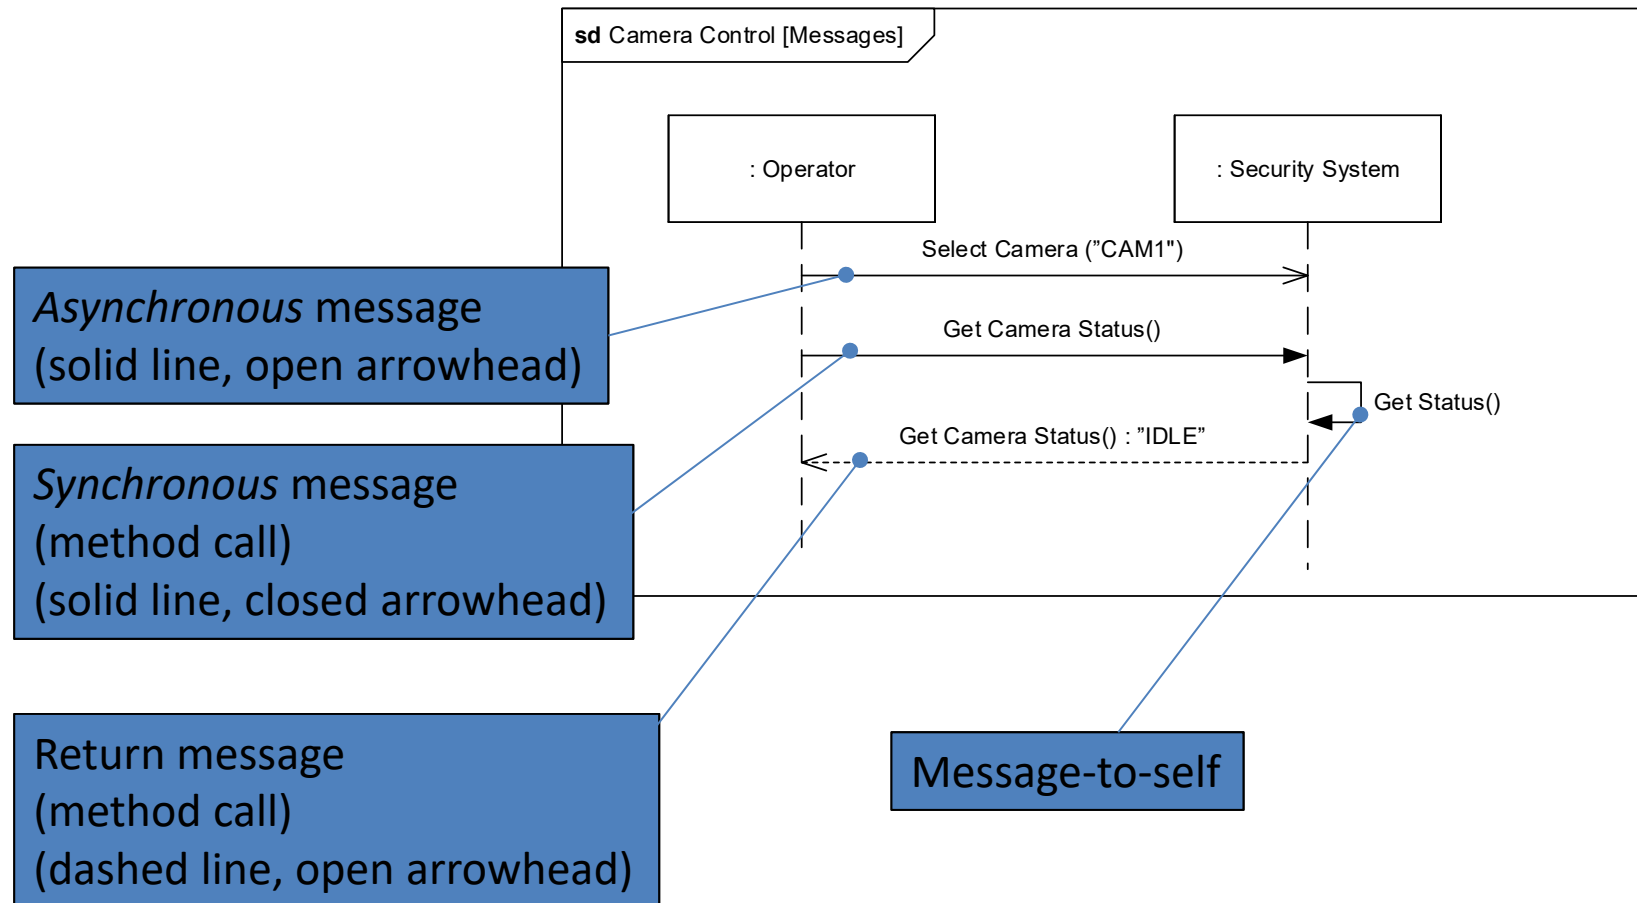 sd Camera Control [Messages]
: Operator
: Security System
Select Camera (”CAM1")
Get Camera Status()
Get Status()
Get Camera Status() : ”IDLE”
Asynchronous message
(solid line, open arrowhead)
Synchronous message
(method call)
(solid line, closed arrowhead)
Return message
(method call)
(dashed line, open arrowhead)
Message-to-self